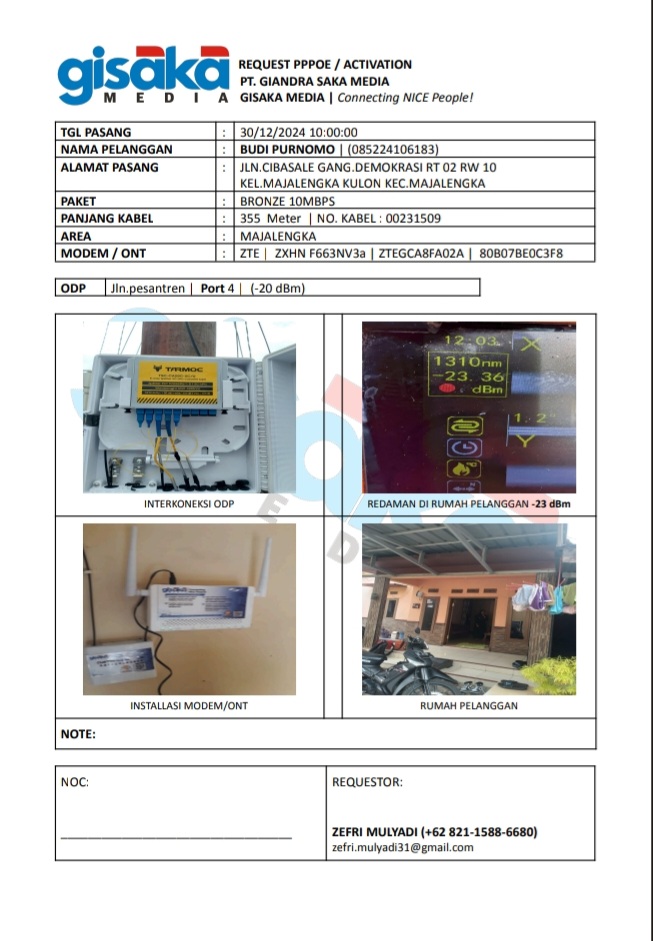 gisaka
MEDIA
REQUEST PPPOE / ACTIVATION
PT. GIANDRA SAKA MEDIA
GISAKA MEDIA | Connecting NICE People!
TGL PASANG : 30/12/2024 10:00:00
NAMA PELANGGAN : BUDI PURNOMO | (085224106183)
ALAMAT PASANG : JLN.CIBASALE GANG.DEMOKRASI RT 02 RW 10
KEL.MAJALENGKA KULON KEC.MAJALENGKA
PAKET : BRONZE 10MBPS
PANJANG KABEL : 355 Meter | NO. KABEL : 00231509
AREA : MAJALENGKA
MODEM / ONT : ZTE | ZXHN F663NV3a | ZTEGCA8FA02A | 80B07BE0C3F8
ODP Jln.pesantren | Port 4 | (-20 dBm)
TARMOC
12:03
X
1310nm
-23.36
dBm
1.2
Y
INTERKONEKSI ODP
REDAMAN DI RUMAH PELANGGAN -23 dBm
gisaka
INSTALLASI MODEM/ONT
RUMAH PELANGGAN
NOTE:
NOC:
REQUESTOR:
ZEFRI MULYADI (+62 821-1588-6680)
zefri.mulyadi31@gmail.com